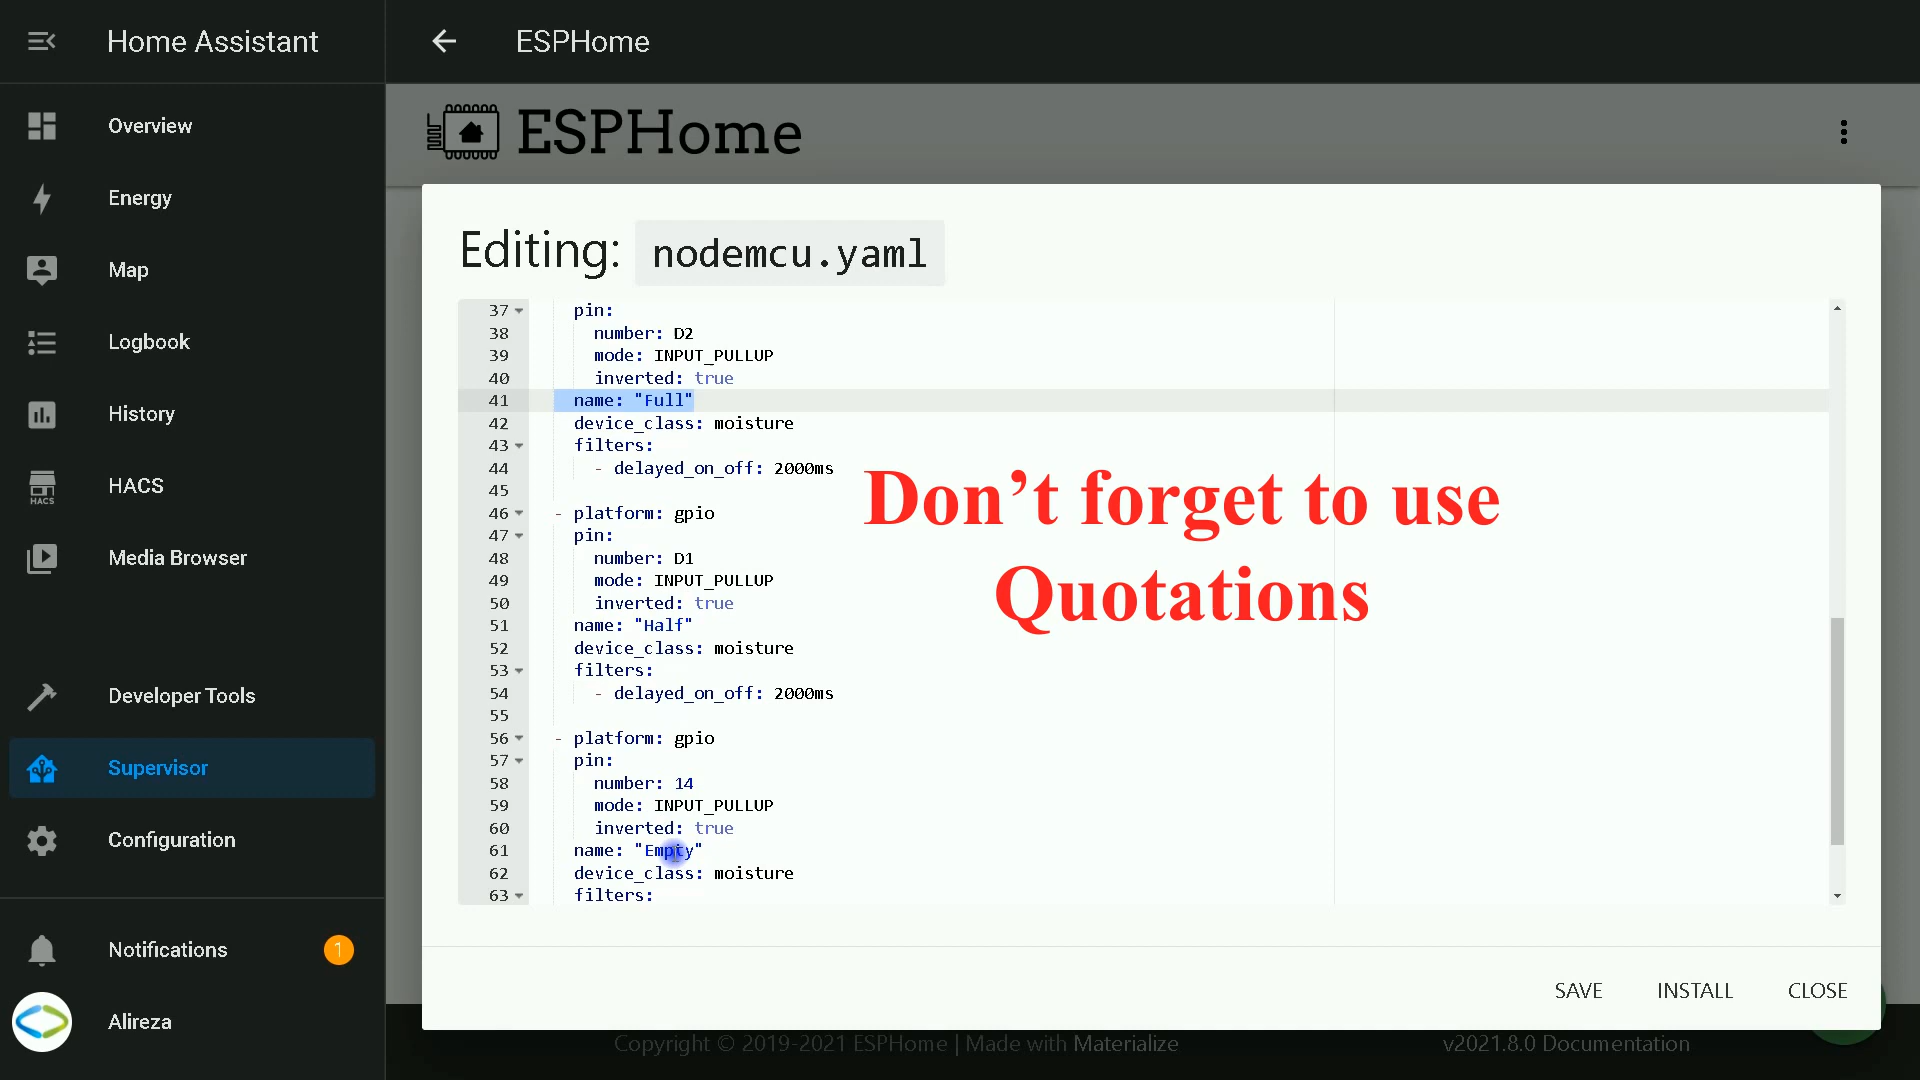 Home Assistant
ESPHome
Overview
Energy
Map
Logbook
History
HACS
HACS
Media Browser
Developer Tools
Supervisor
Configuration
Notifications
1
Alireza
ESPHome
Editing: nodemcu.yaml
37 pin:
38 number: D2
39 mode: INPUT_PULLUP
40 inverted: true
41 name: "Full"
42 device_class: moisture
43 filters:
44 - delayed_on_off: 2000ms
45
46 - platform: gpio
47 pin:
48 number: D1
49 mode: INPUT_PULLUP
50 inverted: true
51 name: "Half"
52 device_class: moisture
53 filters:
54 - delayed_on_off: 2000ms
55
56 - platform: gpio
57 pin:
58 number: 14
59 mode: INPUT_PULLUP
60 inverted: true
61 name: "Empty"
62 device_class: moisture
63 filters:
Don’t forget to use
Quotations
SAVE INSTALL CLOSE
Copyright © 2019-2021 ESPHome | Made with Materialize
v2021.8.0 Documentation